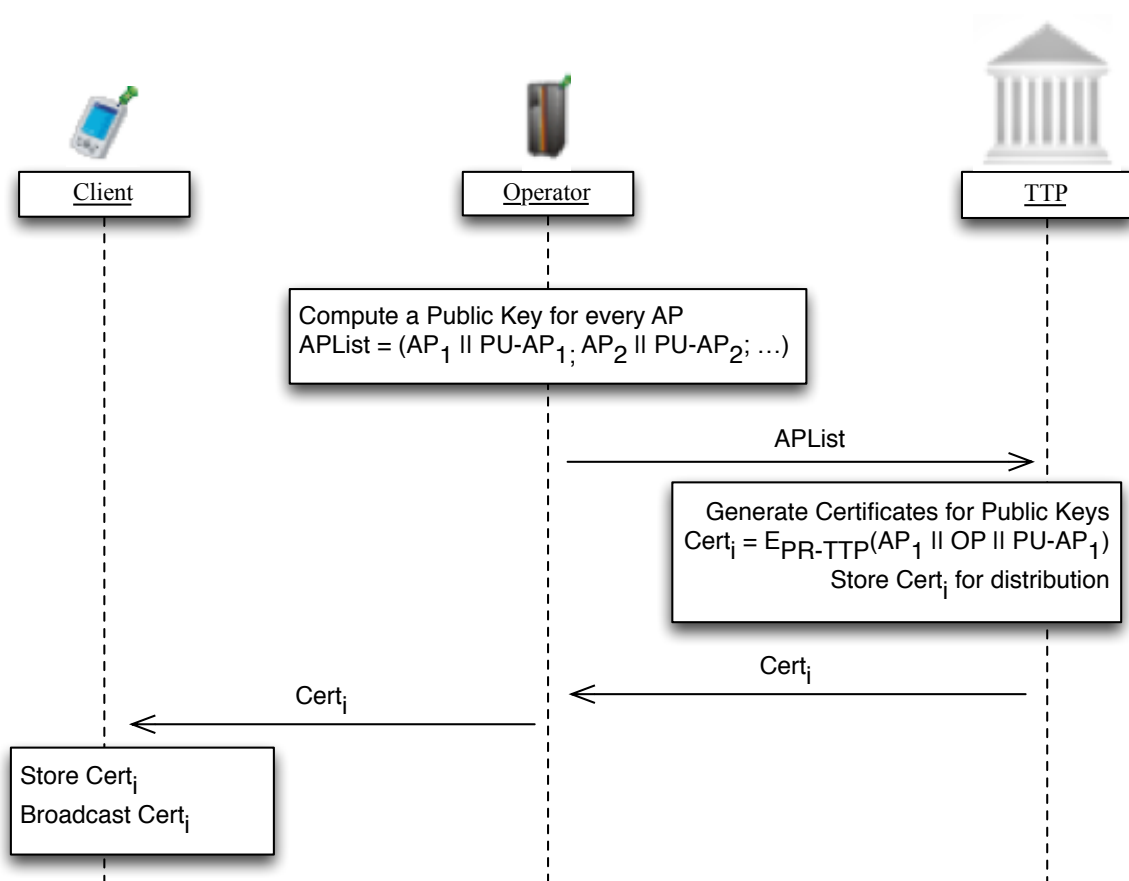 Client
Operator
TTP
Compute a Public Key for every AP
APList = (AP1 || PU-AP1; AP2 || PU-AP2; …)
APList
Generate Certificates for Public Keys
Certi = EPR-TTP(AP1 || OP || PU-AP1)
Store Certi for distribution
Certi
Certi
Store Certi
Broadcast Certi